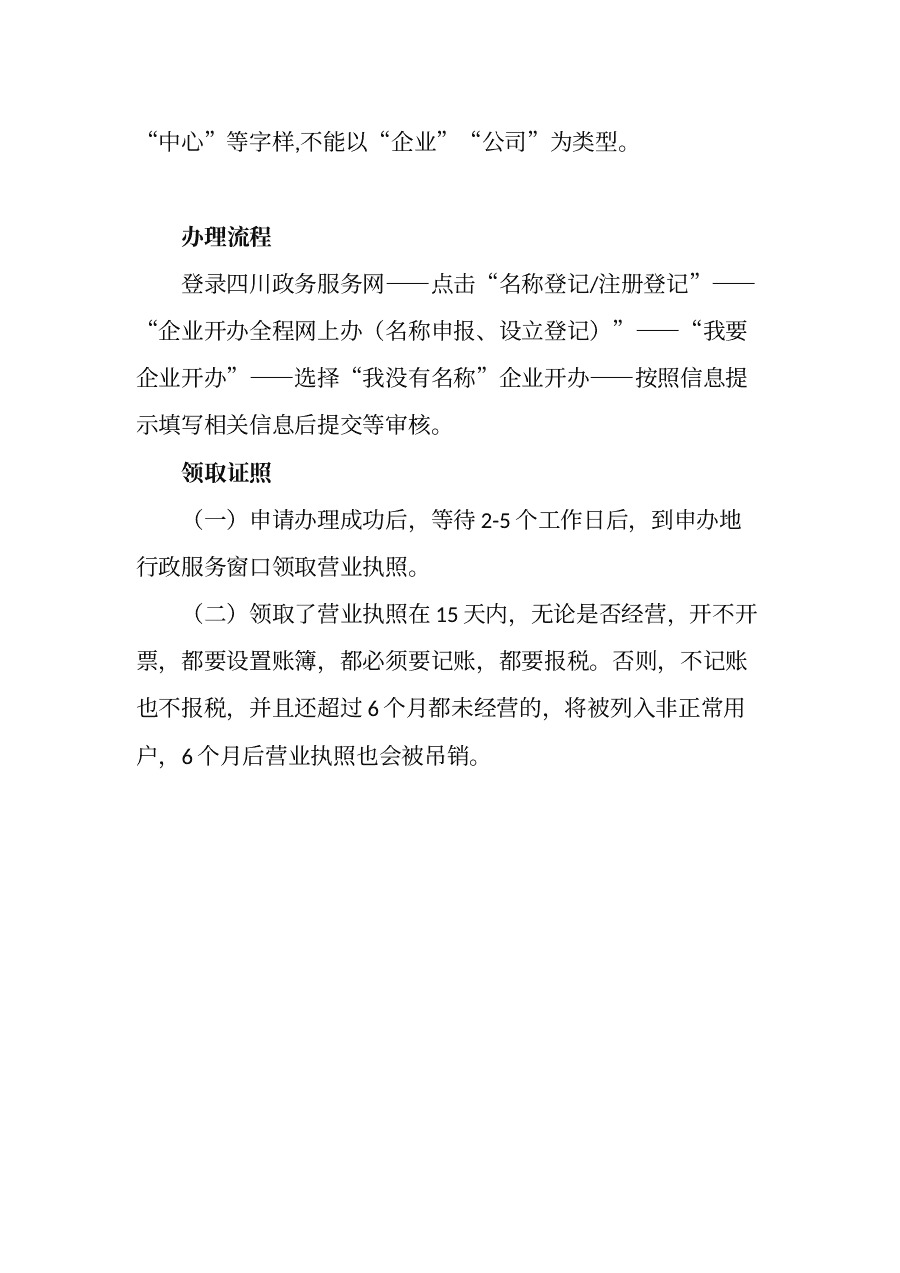 “中心”等字样,不能以“企业”“公司”为类型。
办理流程
登录四川政务服务网——点击“名称登记/注册登记”——
“企业开办全程网上办（名称申报、设立登记）”——“我要
企业开办”——选择“我没有名称”企业开办——按照信息提
示填写相关信息后提交等审核。
领取证照
（一）申请办理成功后，等待 2-5 个工作日后，到申办地
行政服务窗口领取营业执照。
（二）领取了营业执照在 15 天内，无论是否经营，开不开
票，都要设置账簿，都必须要记账，都要报税。否则，不记账
也不报税，并且还超过 6 个月都未经营的，将被列入非正常用
户，6 个月后营业执照也会被吊销。